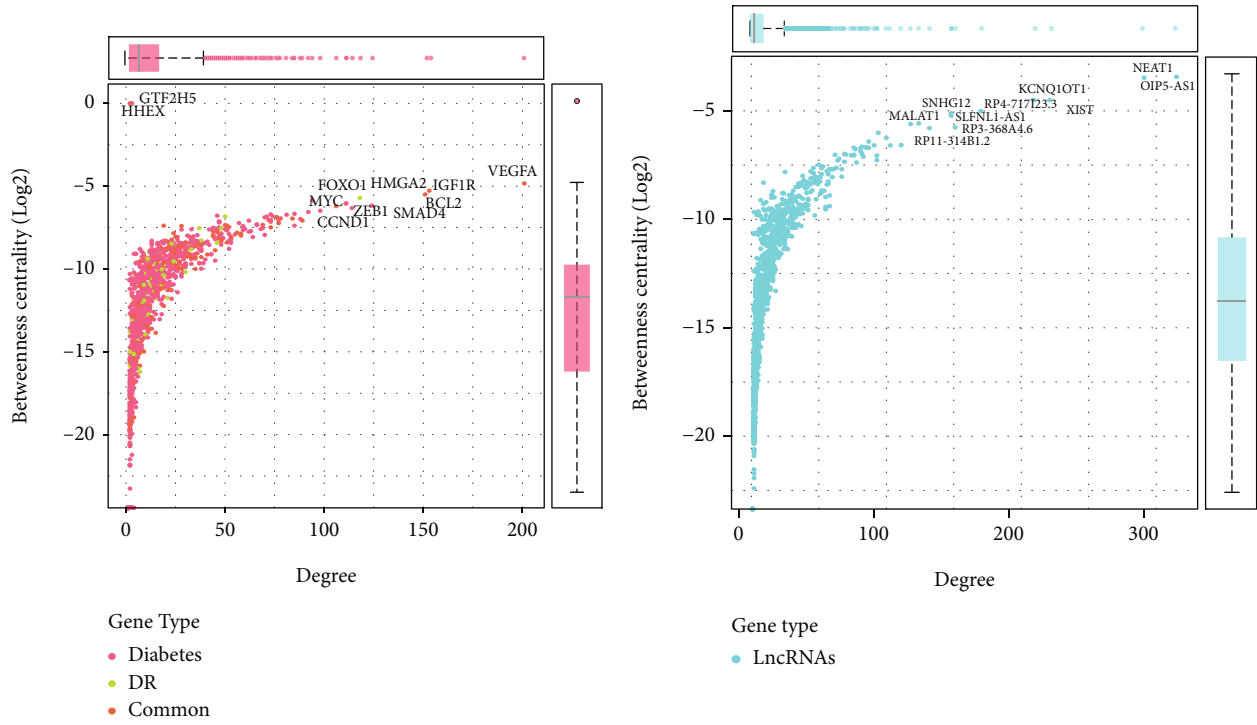 Betweenness centrality (Log2)
0
−5
−10
−15
−20
GTF2H5
HHEX
VEGFA
FOXO1
HMGA2
IGF1R
MYC
BCL2
ZEB1
SMAD4
CCND1
0
50
100
150
200
Degree
Gene Type
Diabetes
DR
Common
Betweenness centrality (Log2)
−5
−10
−15
−20
NEAT1
OIP5-AS1
KCNQ1OT1
SNHG12
RP4-717I23.3
XIST
MALAT1
SLFNL1-AS1
RP3-368A4.6
RP11-314B1.2
0
100
200
300
Degree
Gene type
LncRNAs